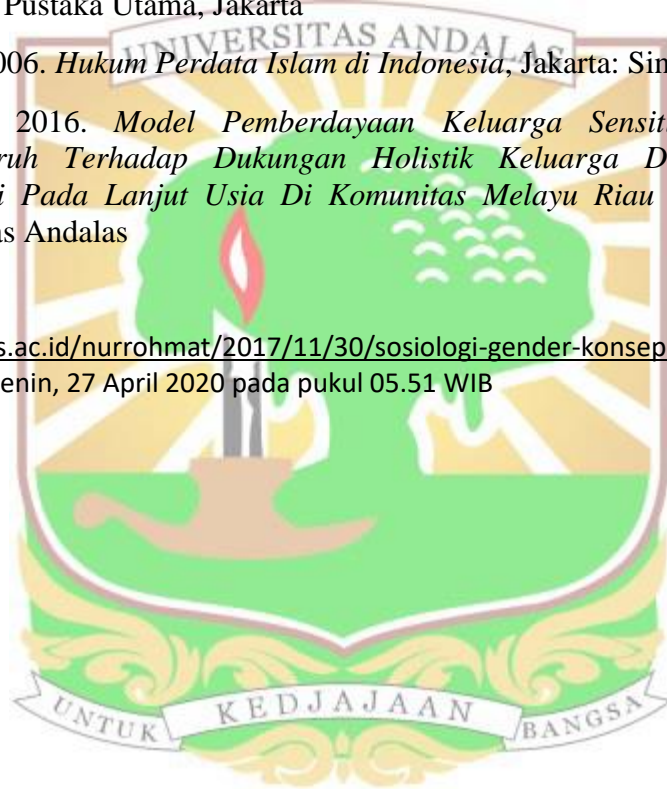 Pustaka Utama, Jakarta
UNIVERSITAS ANDALAS
006. Hukum Perdata Islam di Indonesia, Jakarta: Sin
2016. Model Pemberdayaan Keluarga Sensit
ruh Terhadap Dukungan Holistik Keluarga D
i Pada Lanjut Usia Di Komunitas Melayu Riau
as Andalas
s.ac.id/nurrohmat/2017/11/30/sosiologi-gender-konsep
enin, 27 April 2020 pada pukul 05.51 WIB
UNTUK KEDJAJAAN BANGSA